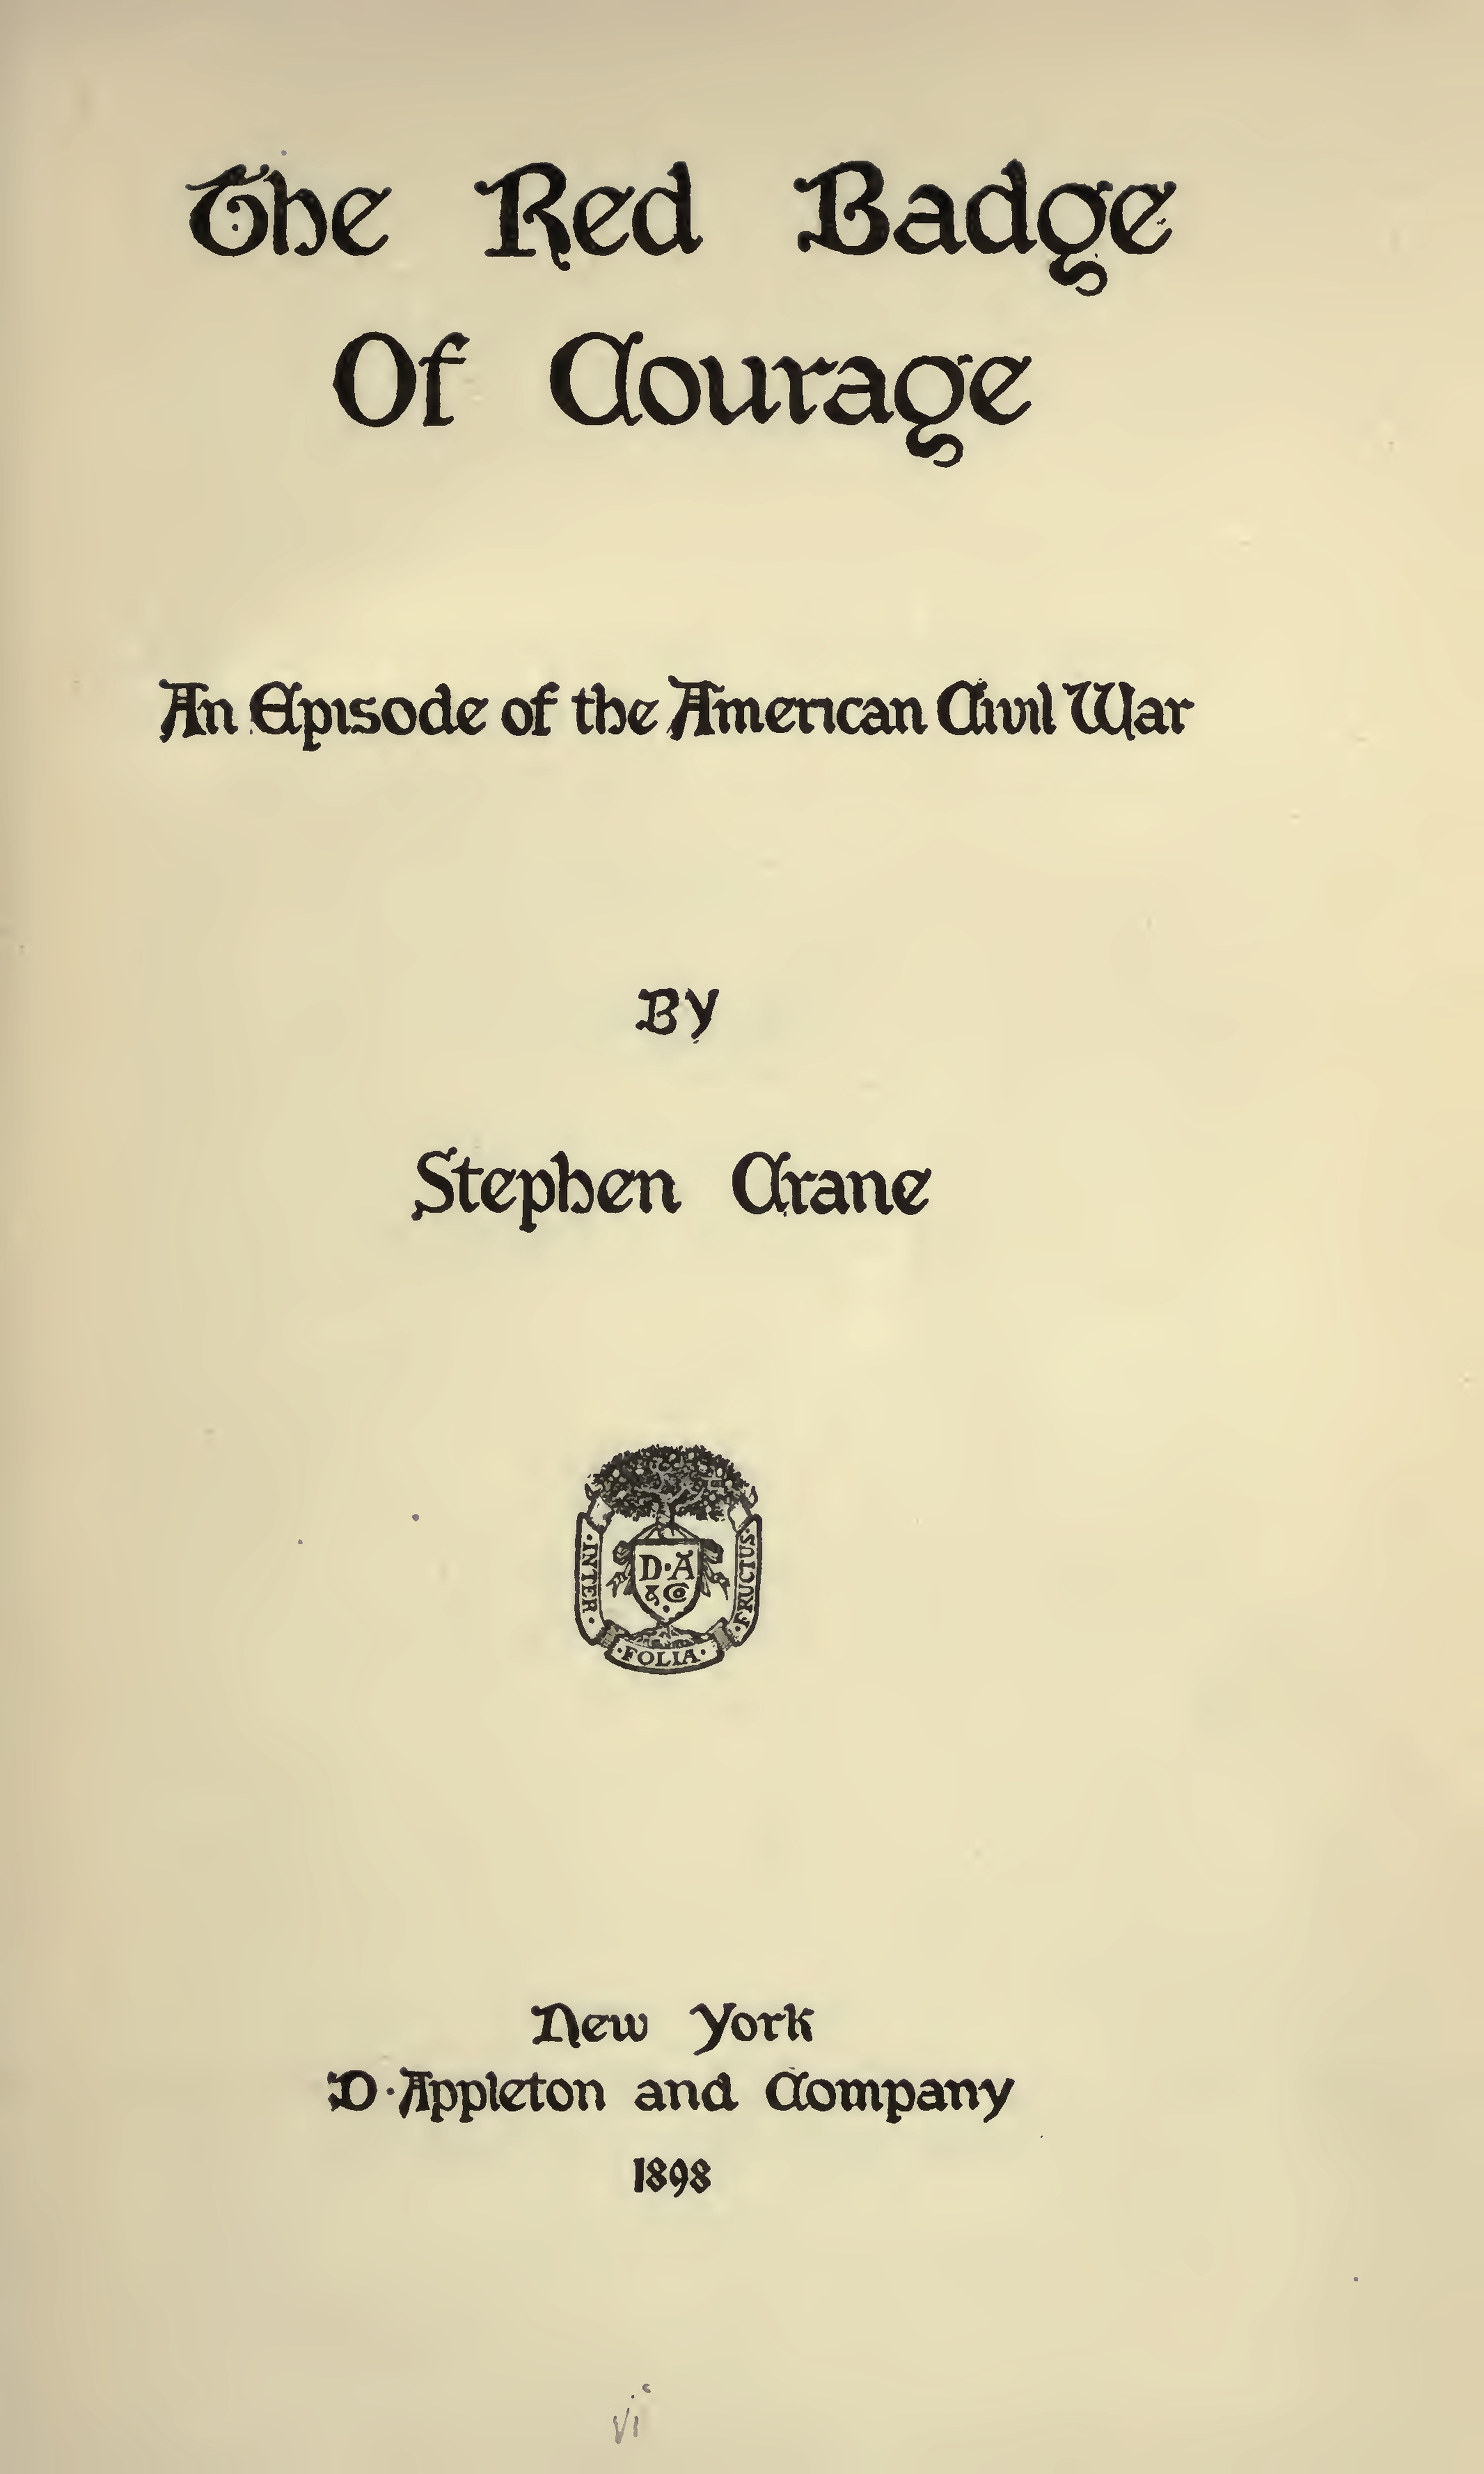 The Red Badge
Of Courage
An Episode of the American Civil War
By
Stephen Crane
·INTER·
D·A
& Co
·FRUCTUS·
·FOLIA·
New York
D·Appleton and Company
1898
vi